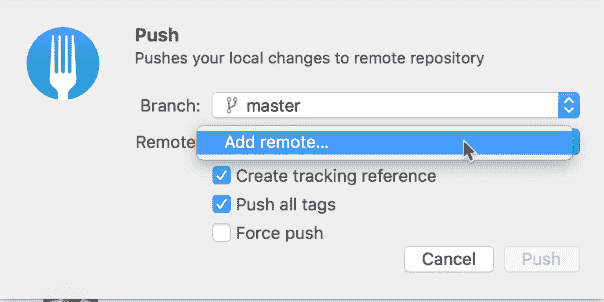 Push
Pushes your local changes to remote repository
Branch: master
Remote Add remote...
Create tracking reference
Push all tags
Force push
Cancel Push